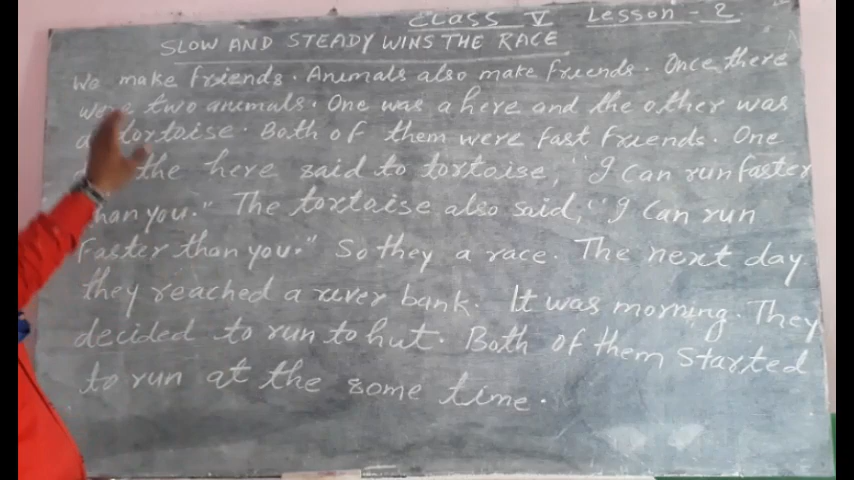 CLASS V Lesson - 2
SLOW AND STEADY WINS THE RACE
We make friends. Animals also make friends. Once there
were two animals. One was a here and the other was
a tortoise. Both of them were fast friends. One
the here said to tortoise, "I can run faster
than you." The tortoise also said, "I can run
faster than you." So they a race. The next day
they reached a river bank. It was morning. They
decided to run to hut. Both of them started
to run at the some time.